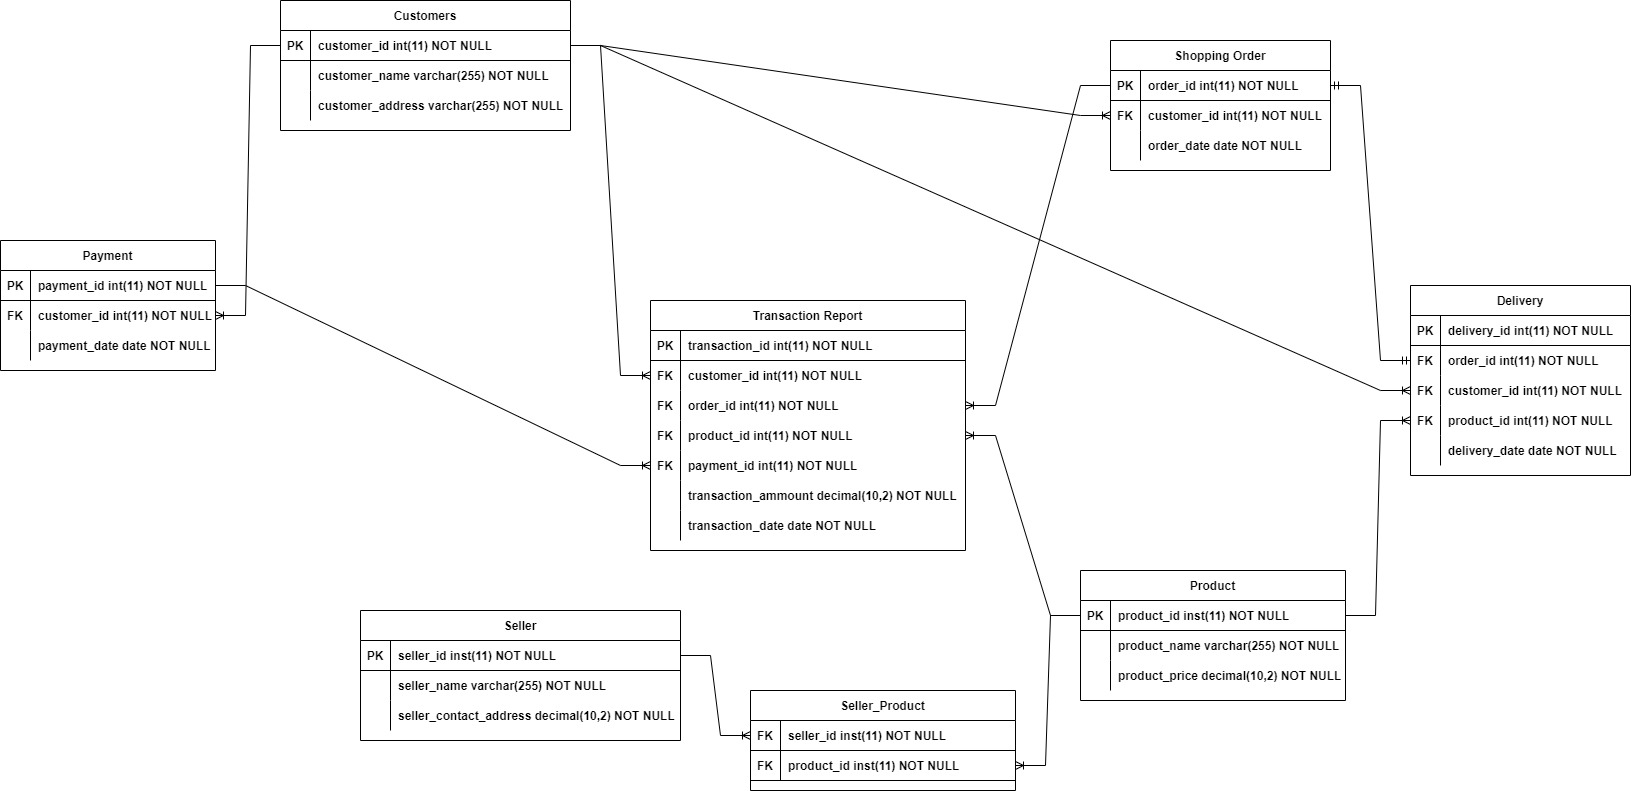 Customers
PK customer_id int(11) NOT NULL
customer_name varchar(255) NOT NULL
customer_address varchar(255) NOT NULL
Shopping Order
PK order_id int(11) NOT NULL
FK customer_id int(11) NOT NULL
order_date date NOT NULL
Payment
PK payment_id int(11) NOT NULL
FK customer_id int(11) NOT NULL
payment_date date NOT NULL
Transaction Report
PK transaction_id int(11) NOT NULL
FK customer_id int(11) NOT NULL
FK order_id int(11) NOT NULL
FK product_id int(11) NOT NULL
FK payment_id int(11) NOT NULL
transaction_ammount decimal(10,2) NOT NULL
transaction_date date NOT NULL
Delivery
PK delivery_id int(11) NOT NULL
FK order_id int(11) NOT NULL
FK customer_id int(11) NOT NULL
FK product_id int(11) NOT NULL
delivery_date date NOT NULL
Seller
PK seller_id inst(11) NOT NULL
seller_name varchar(255) NOT NULL
seller_contact_address decimal(10,2) NOT NULL
Seller_Product
FK seller_id inst(11) NOT NULL
FK product_id inst(11) NOT NULL
Product
PK product_id inst(11) NOT NULL
product_name varchar(255) NOT NULL
product_price decimal(10,2) NOT NULL